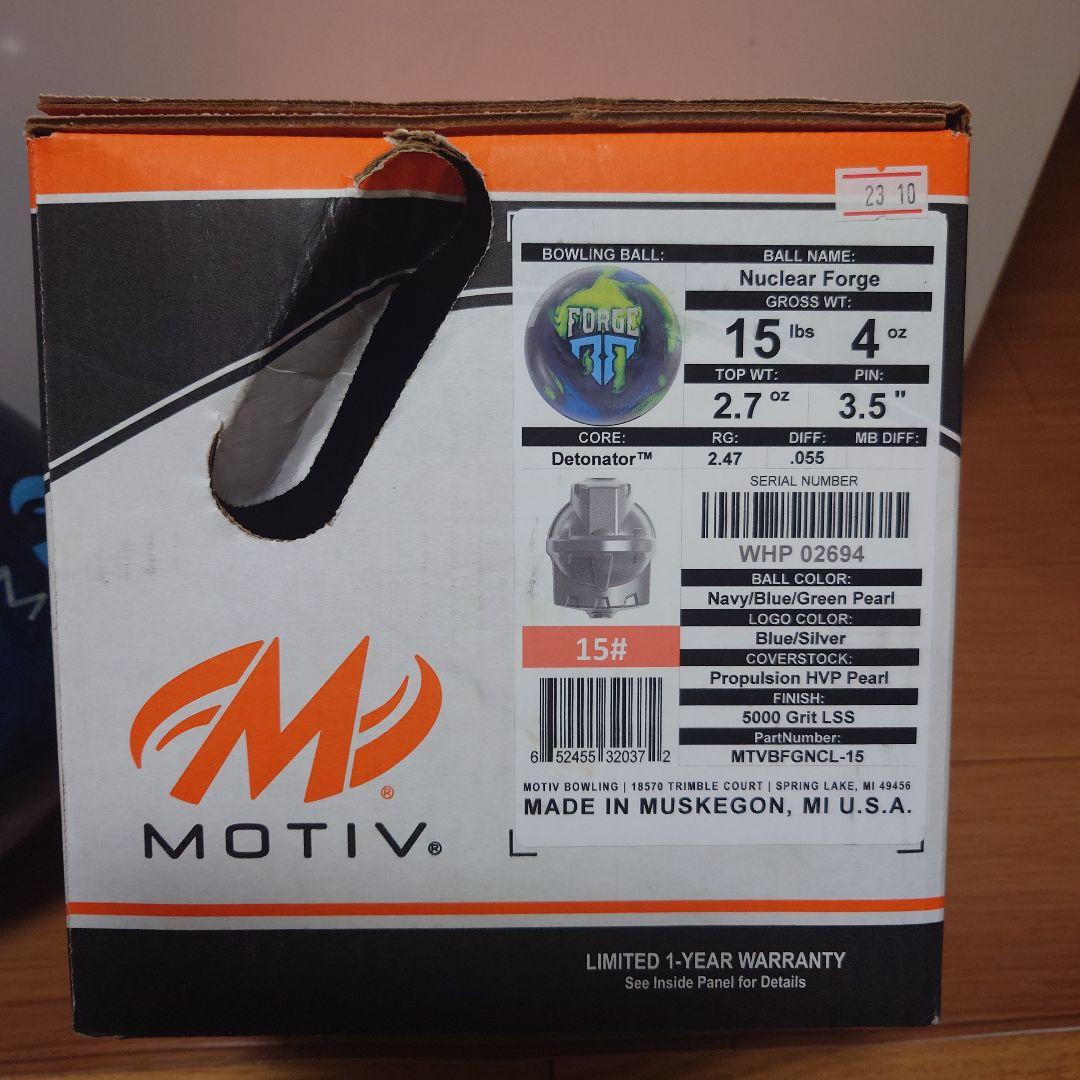 23 10
BOWLING BALL:
BALL NAME:
Nuclear Forge
GROSS WT:
15 lbs 4 oz
TOP WT: PIN:
2.7 oz 3.5 "
FORGE
CORE:
Detonator™
RG: DIFF: MB DIFF:
2.47 .055
SERIAL NUMBER
WHP 02694
BALL COLOR:
Navy/Blue/Green Pearl
LOGO COLOR:
Blue/Silver
COVERSTOCK:
Propulsion HVP Pearl
FINISH:
5000 Grit LSS
PartNumber:
MTVBFGNCL-15
15#
6 52455 32037 2
MOTIV BOWLING | 18570 TRIMBLE COURT | SPRING LAKE, MI 49456
MADE IN MUSKEGON, MI U.S.A.
M®
MOTIV®
LIMITED 1-YEAR WARRANTY
See Inside Panel for Details